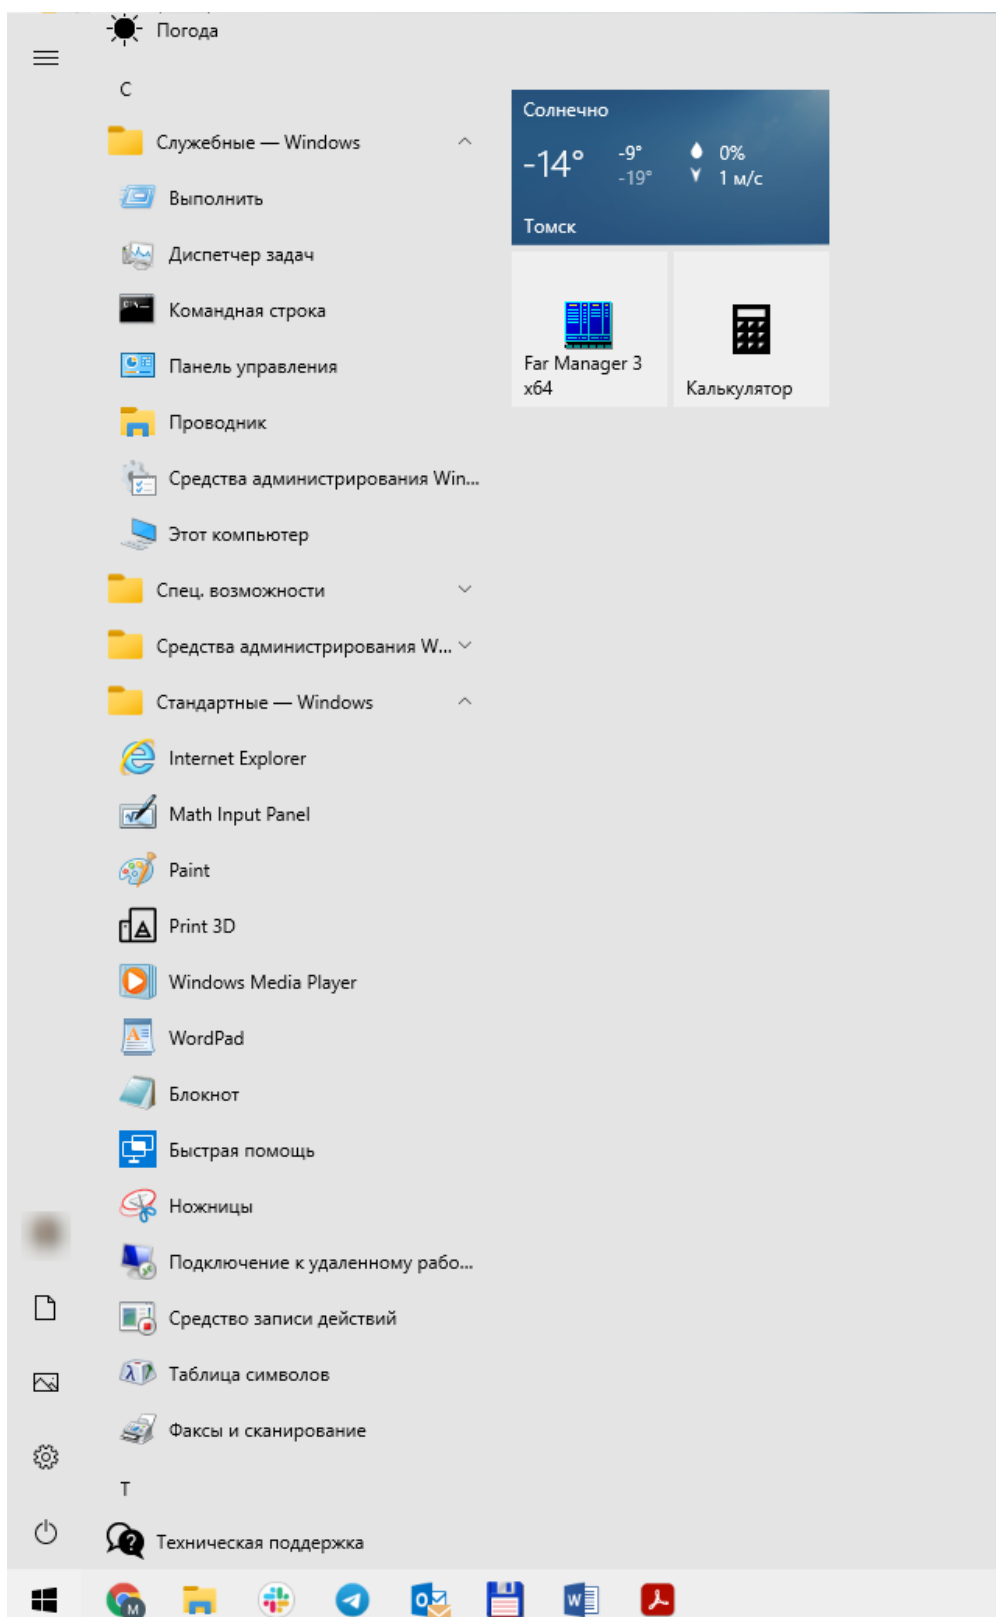 Погода
С
Служебные — Windows
Выполнить
Диспетчер задач
Командная строка
Панель управления
Проводник
Средства администрирования Win...
Этот компьютер
Спец. возможности
Средства администрирования W...
Стандартные — Windows
Internet Explorer
Math Input Panel
Paint
Print 3D
Windows Media Player
WordPad
Блокнот
Быстрая помощь
Ножницы
Подключение к удаленному рабо...
Средство записи действий
Таблица символов
Факсы и сканирование
Т
Техническая поддержка
Солнечно
-14° -9° 0%
-19° 1 м/с
Томск
Far Manager 3
x64
Калькулятор